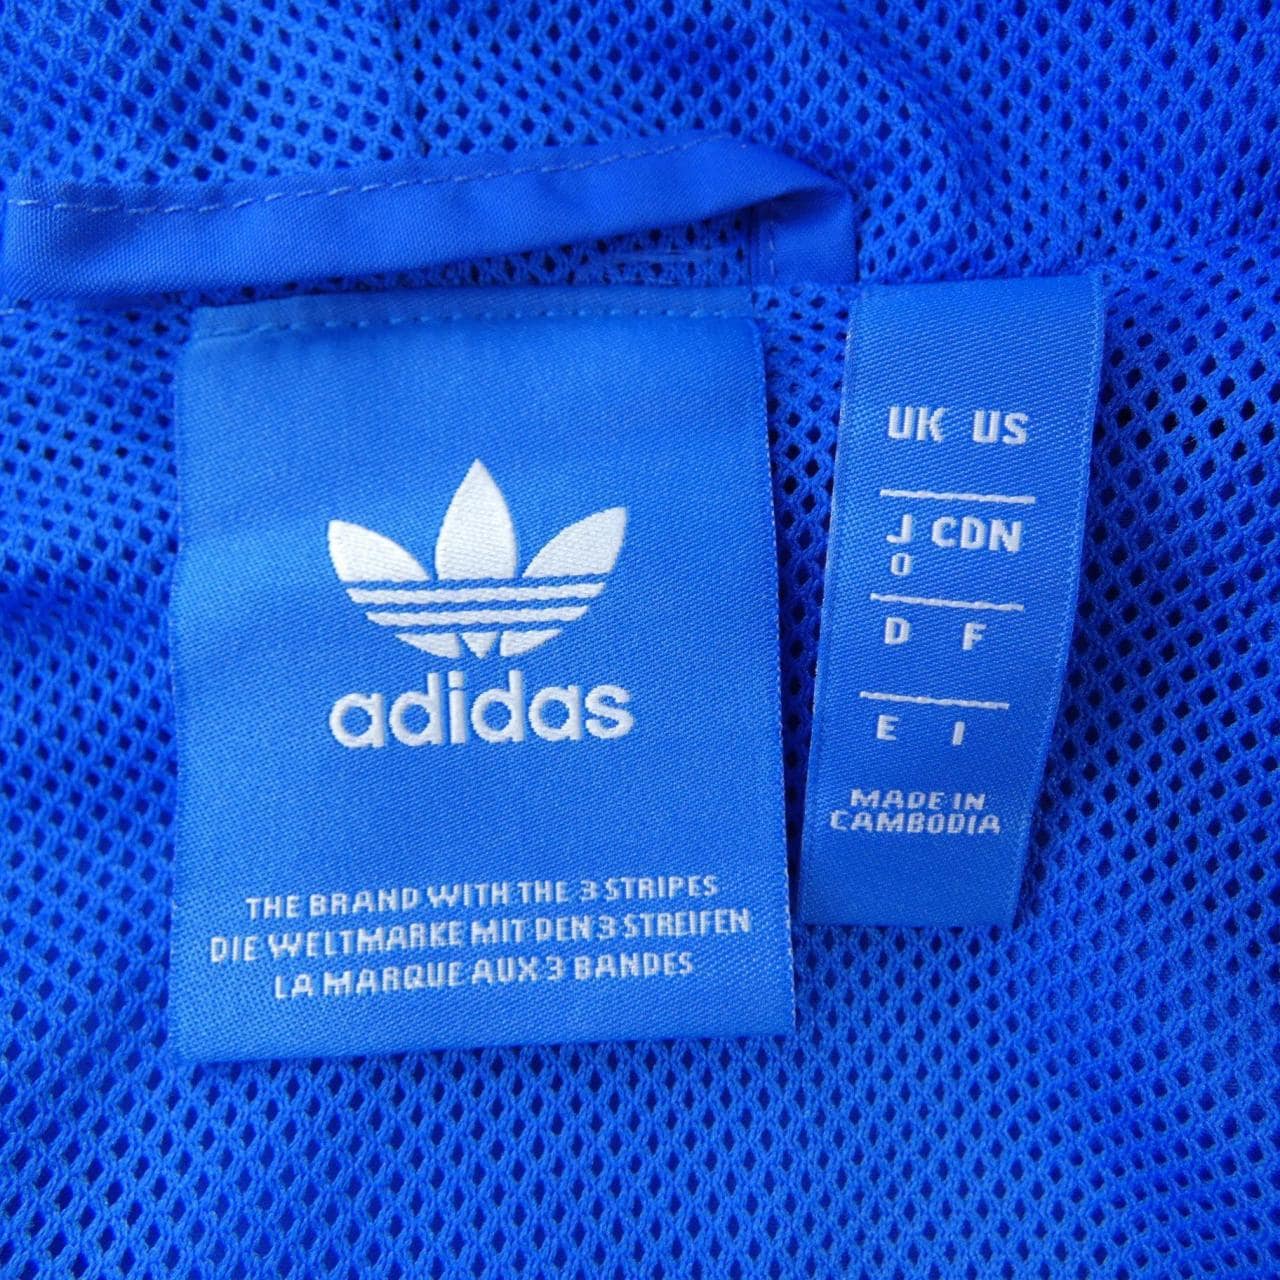 adidas
THE BRAND WITH THE 3 STRIPES
DIE WELTMARKE MIT DEN 3 STREIFEN
LA MARQUE AUX 3 BANDES
UK US
J CDN
O
D F
E I
MADE IN
CAMBODIA